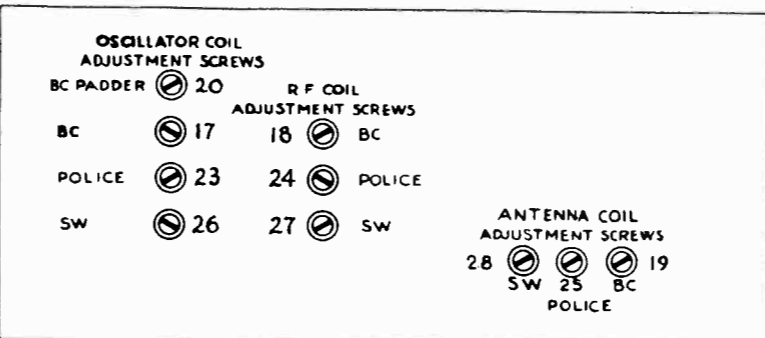 OSCILLATOR COIL
ADJUSTMENT SCREWS
BC PADDER 20
BC 17
POLICE 23
SW 26
R F COIL
ADJUSTMENT SCREWS
18 BC
24 POLICE
27 SW
ANTENNA COIL
ADJUSTMENT SCREWS
28 19
SW 25 BC
POLICE